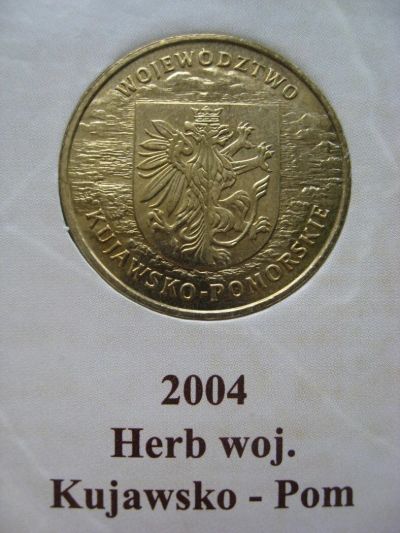 WOJEWÓDZTWO
KUJAWSKO-POMORSKIE
2004
Herb woj.
Kujawsko - Pom